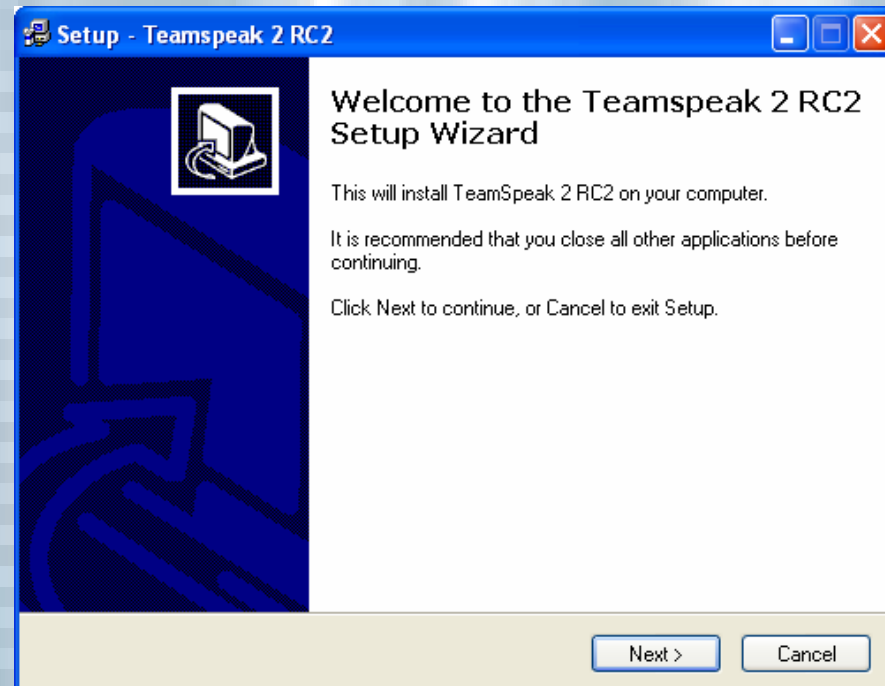 Setup - Teamspeak 2 RC2
Welcome to the Teamspeak 2 RC2
Setup Wizard
This will install TeamSpeak 2 RC2 on your computer.
It is recommended that you close all other applications before
continuing.
Click Next to continue, or Cancel to exit Setup.
Next >
Cancel